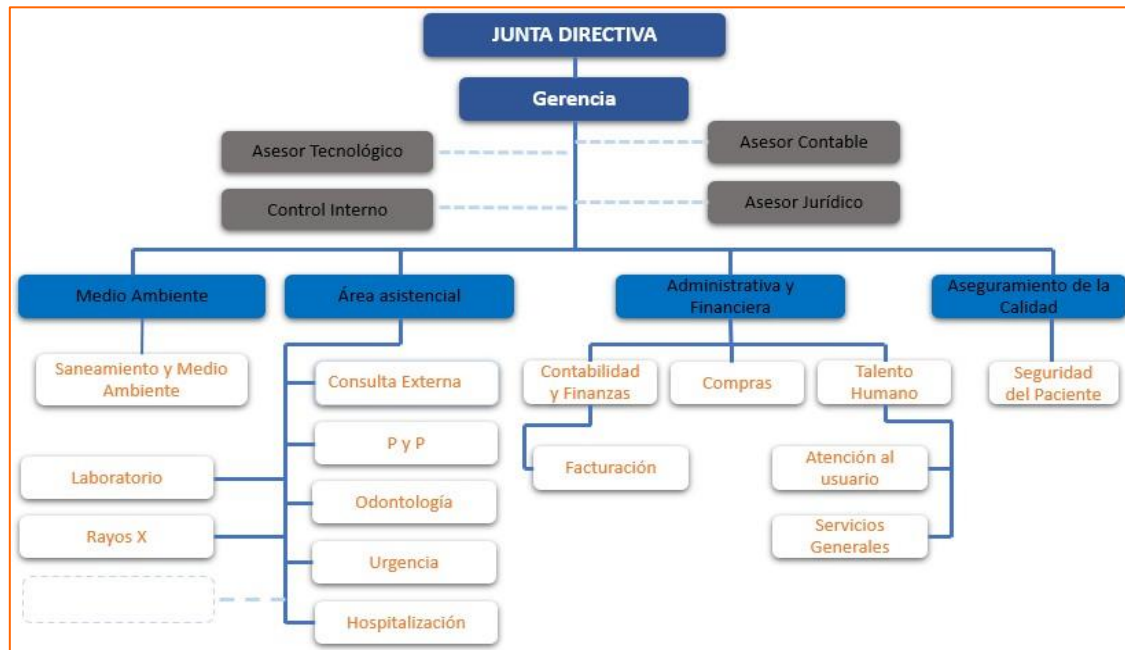 JUNTA DIRECTIVA
Gerencia
Asesor Tecnológico
Asesor Contable
Control Interno
Asesor Jurídico
Medio Ambiente
Área asistencial
Administrativa y
Financiera
Aseguramiento de la
Calidad
Saneamiento y Medio
Ambiente
Consulta Externa
Contabilidad
y Finanzas
Compras
Talento
Humano
Seguridad
del Paciente
P y P
Laboratorio
Facturación
Atención al
usuario
Odontología
Rayos X
Servicios
Generales
Urgencia
Hospitalización